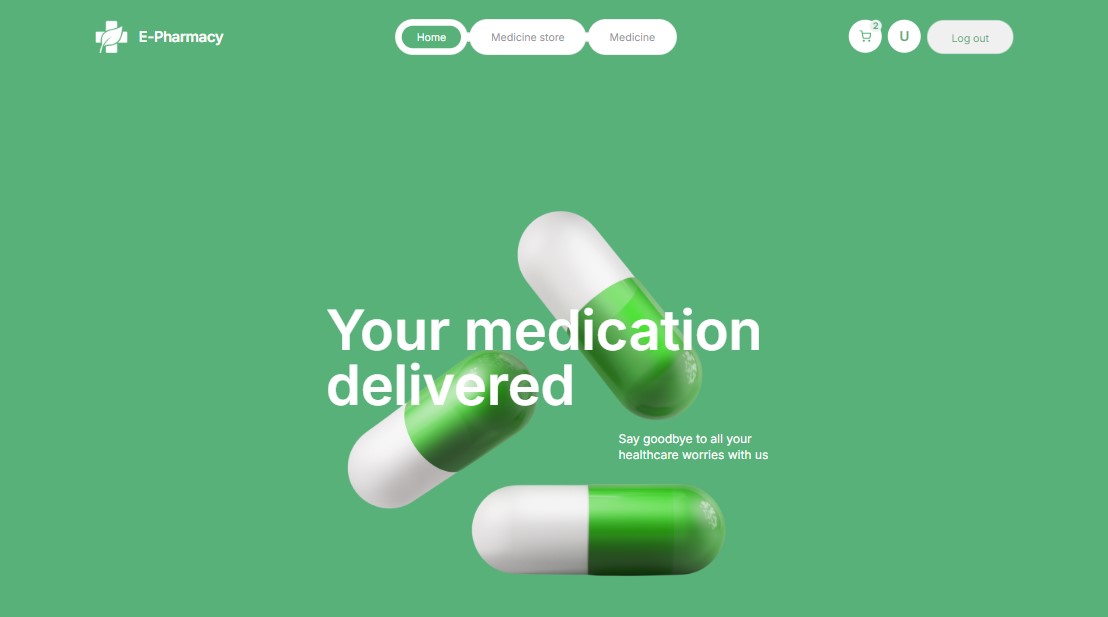 E-Pharmacy
Home
Medicine store
Medicine
2
U
Log out
Your medication
delivered
Say goodbye to all your
healthcare worries with us